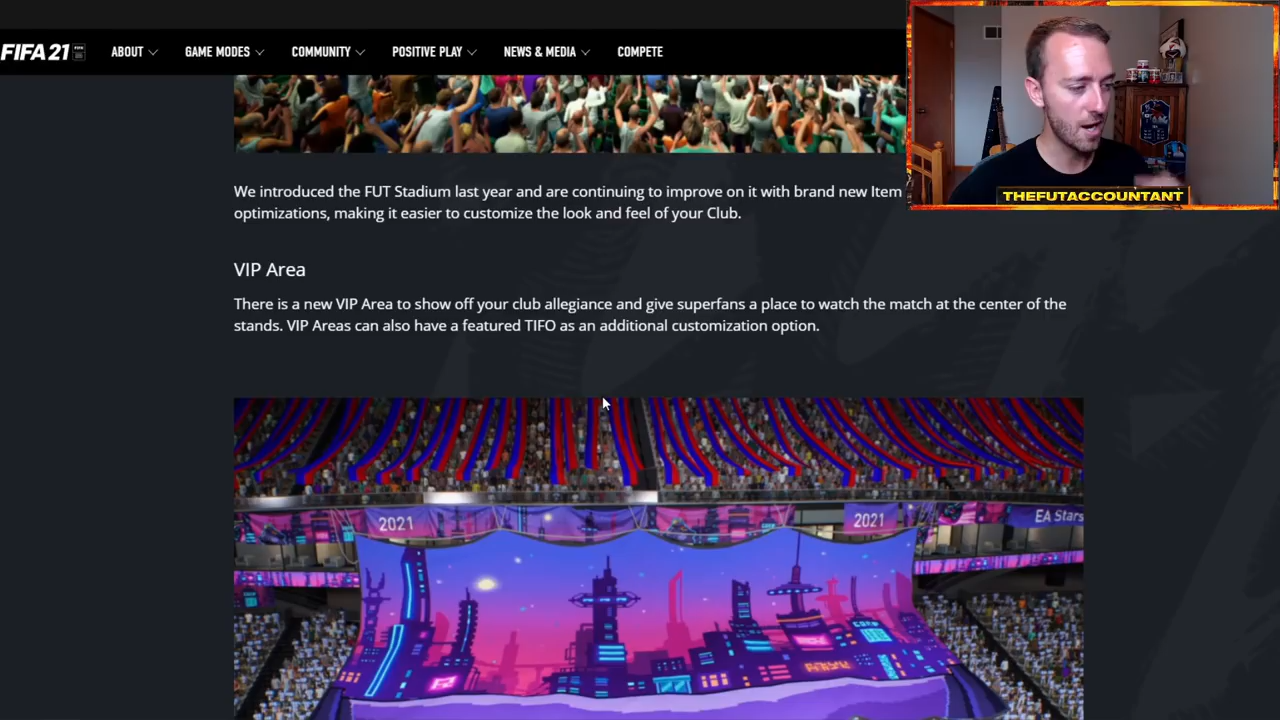 FIFA 21
ABOUT
GAME MODES
COMMUNITY
POSITIVE PLAY
NEWS & MEDIA
COMPETE
THEFUTACCOUNTANT
We introduced the FUT Stadium last year and are continuing to improve on it with brand new Item
optimizations, making it easier to customize the look and feel of your Club.
VIP Area
There is a new VIP Area to show off your club allegiance and give superfans a place to watch the match at the center of the
stands. VIP Areas can also have a featured TIFO as an additional customization option.
2021
2021
EA Stars